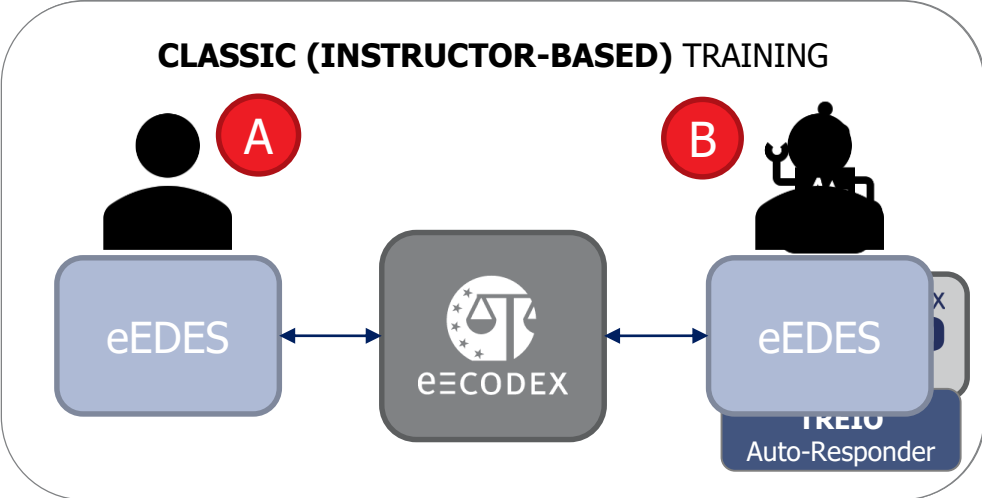 CLASSIC (INSTRUCTOR-BASED) TRAINING
A
B
eEDES
e≡CODEX
eEDES
X
TREIO
Auto-Responder